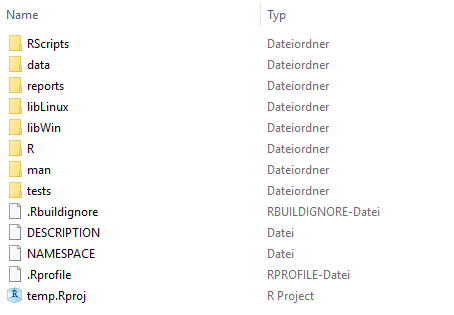 Name Typ
RScripts Dateiordner
data Dateiordner
reports Dateiordner
libLinux Dateiordner
libWin Dateiordner
R Dateiordner
man Dateiordner
tests Dateiordner
.Rbuildignore RBUILDIGNORE-Datei
DESCRIPTION Datei
NAMESPACE Datei
.Rprofile RPROFILE-Datei
temp.Rproj R Project